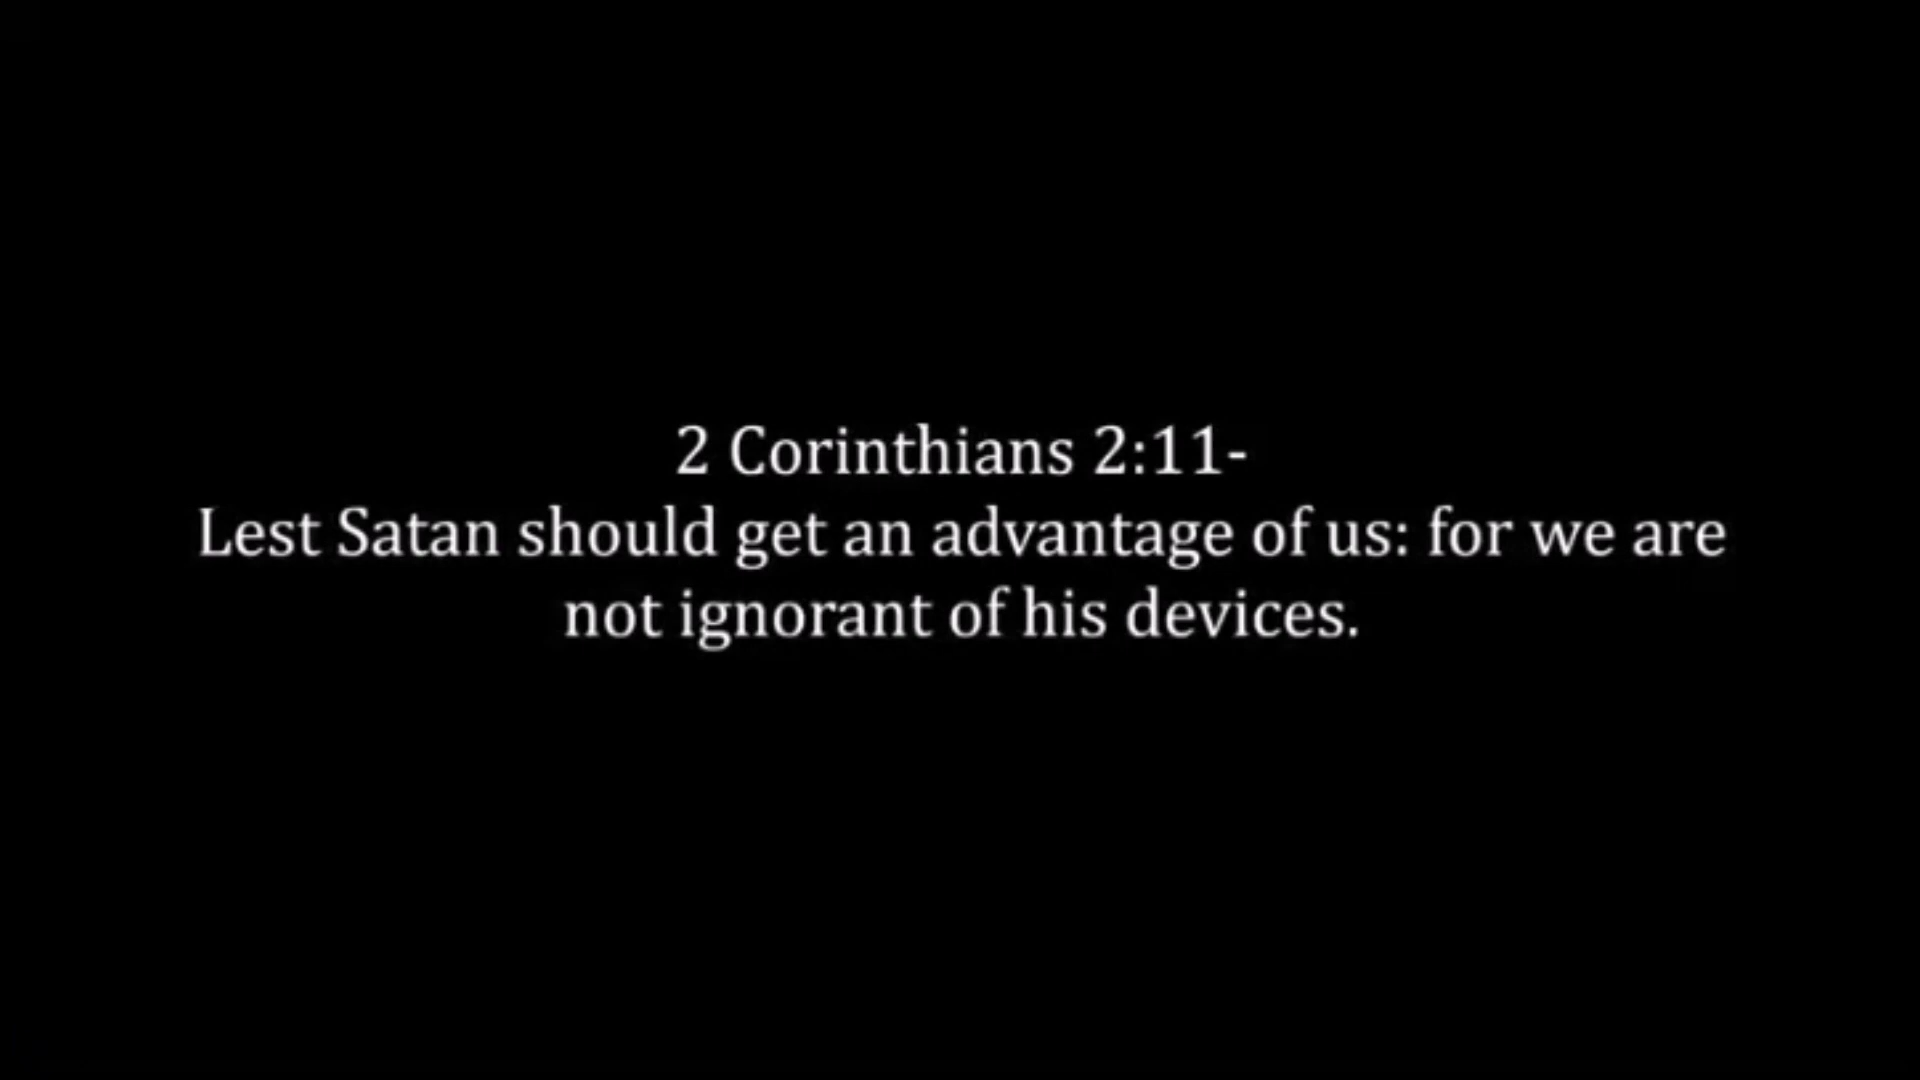 2 Corinthians 2:11-
Lest Satan should get an advantage of us: for we are
not ignorant of his devices.